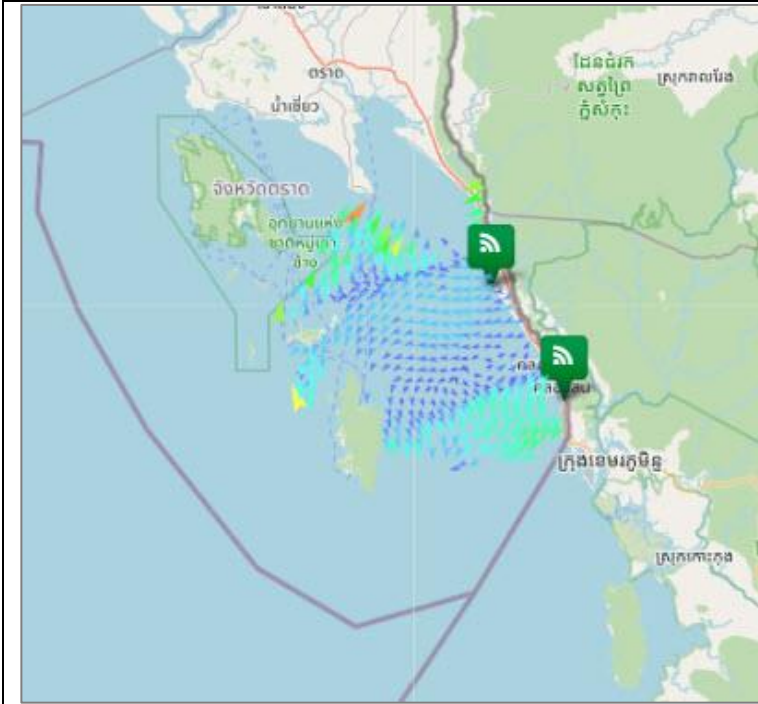 ตราด
น้ำเชี่ยว
ដែនជំរក
សត្វព្រៃ
ភ្នំសំកុះ
ស្រុកវាលវែង
จังหวัดตราด
อุทยานแห่ง
ชาติหมู่เกาะ
ช้าง
ក្រុងខេមរភូមិន្ទ
ស្រុកកោះកុង